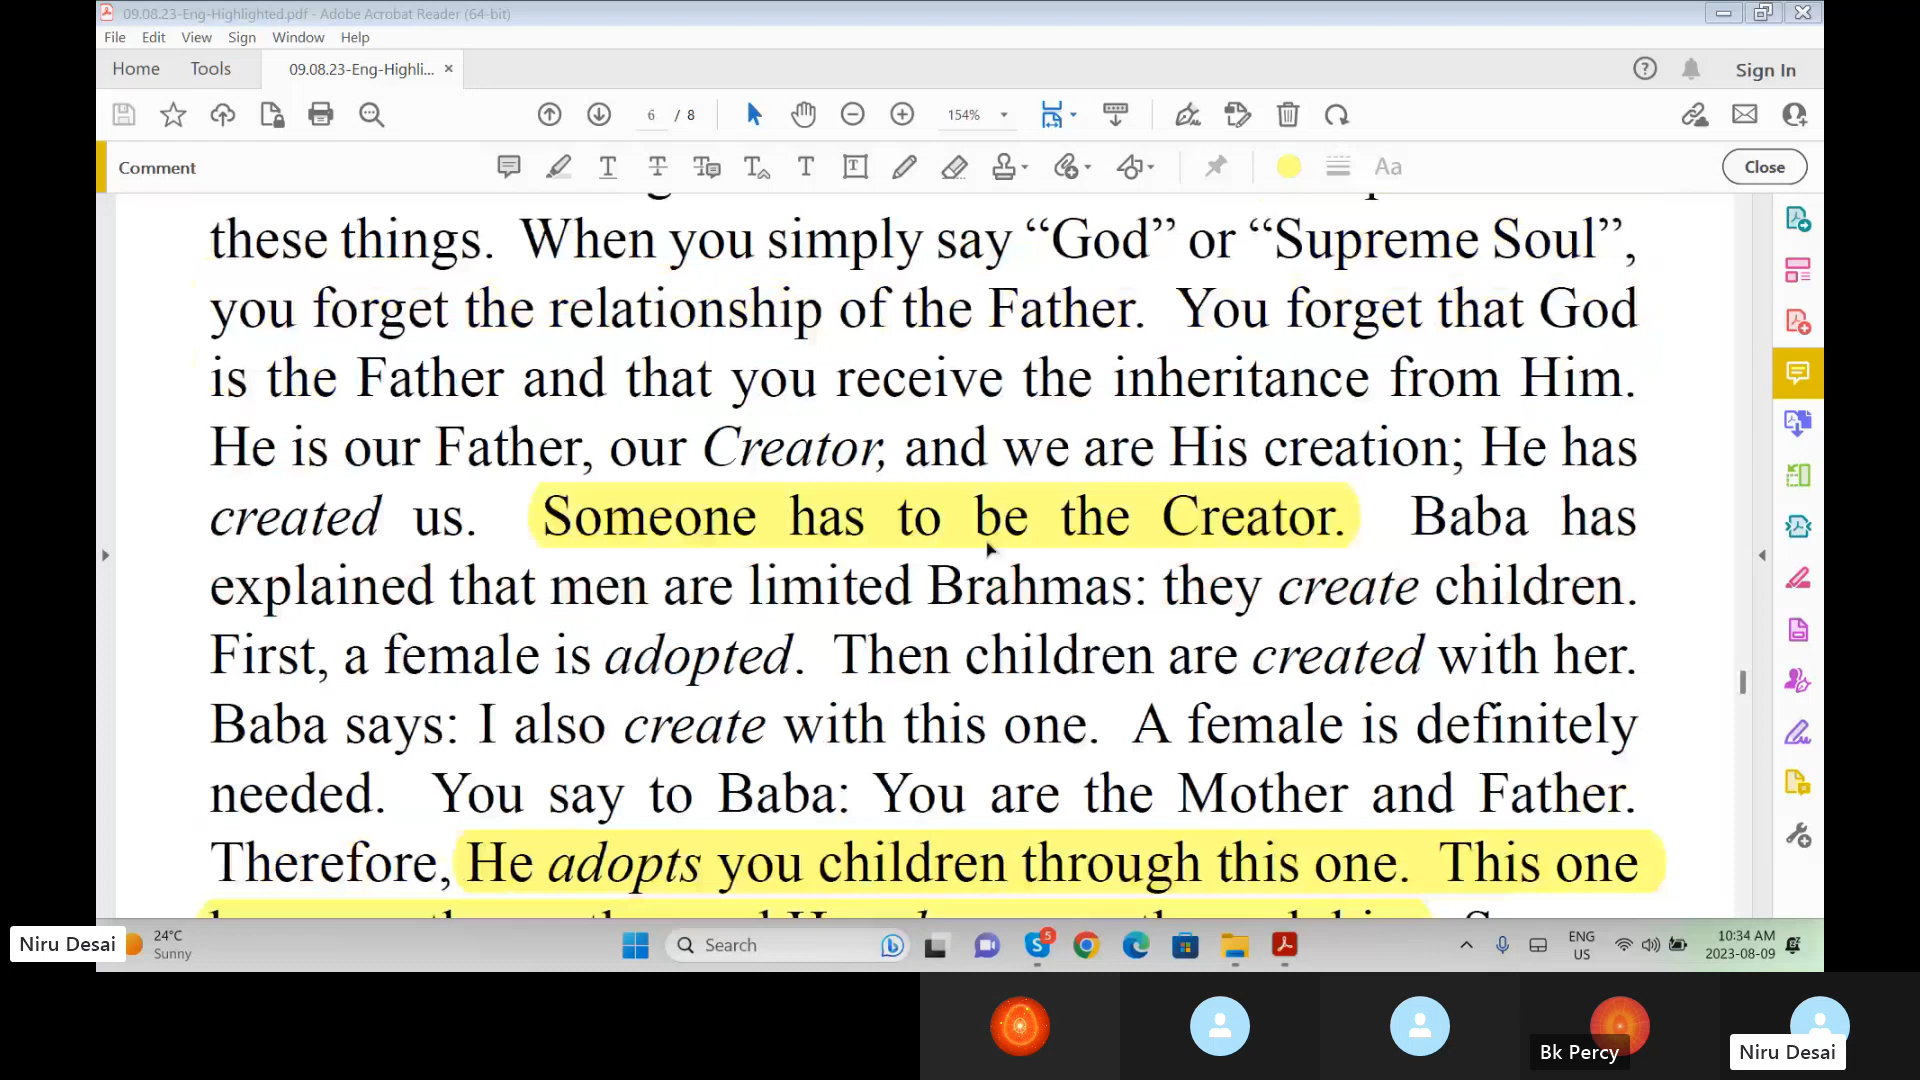 09.08.23-Eng-Highlighted.pdf - Adobe Acrobat Reader (64-bit)
File Edit View Sign Window Help
Home Tools 09.08.23-Eng-Highli... × Sign In
6 / 8 154%
Comment Aa Close
these things. When you simply say “God” or “Supreme Soul”,
you forget the relationship of the Father. You forget that God
is the Father and that you receive the inheritance from Him.
He is our Father, our Creator, and we are His creation; He has
created us. Someone has to be the Creator. Baba has
explained that men are limited Brahmas: they create children.
First, a female is adopted. Then children are created with her.
Baba says: I also create with this one. A female is definitely
needed. You say to Baba: You are the Mother and Father.
Therefore, He adopts you children through this one. This one
Niru Desai
24°C
Sunny
Search
5
ENG
US
10:34 AM
2023-08-09
Bk Percy
Niru Desai